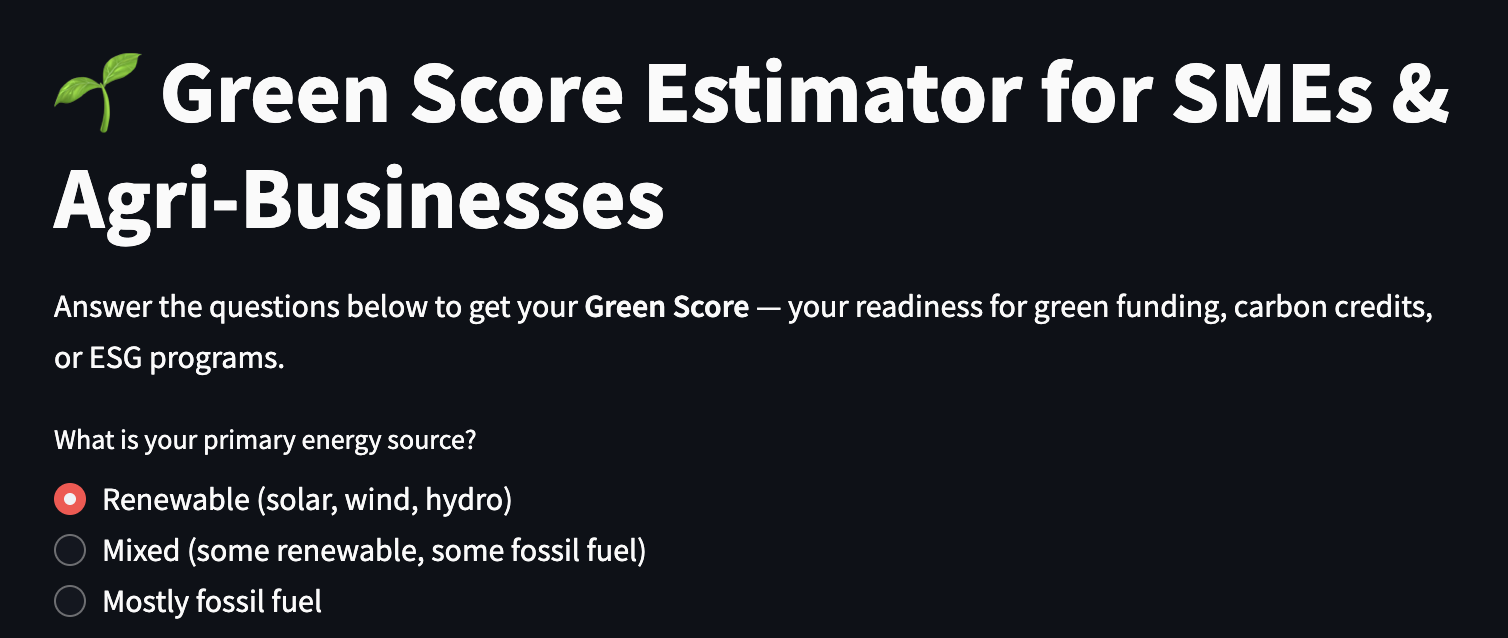 🌱 Green Score Estimator for SMEs &
Agri-Businesses
Answer the questions below to get your Green Score — your readiness for green funding, carbon credits,
or ESG programs.
What is your primary energy source?
Renewable (solar, wind, hydro)
Mixed (some renewable, some fossil fuel)
Mostly fossil fuel